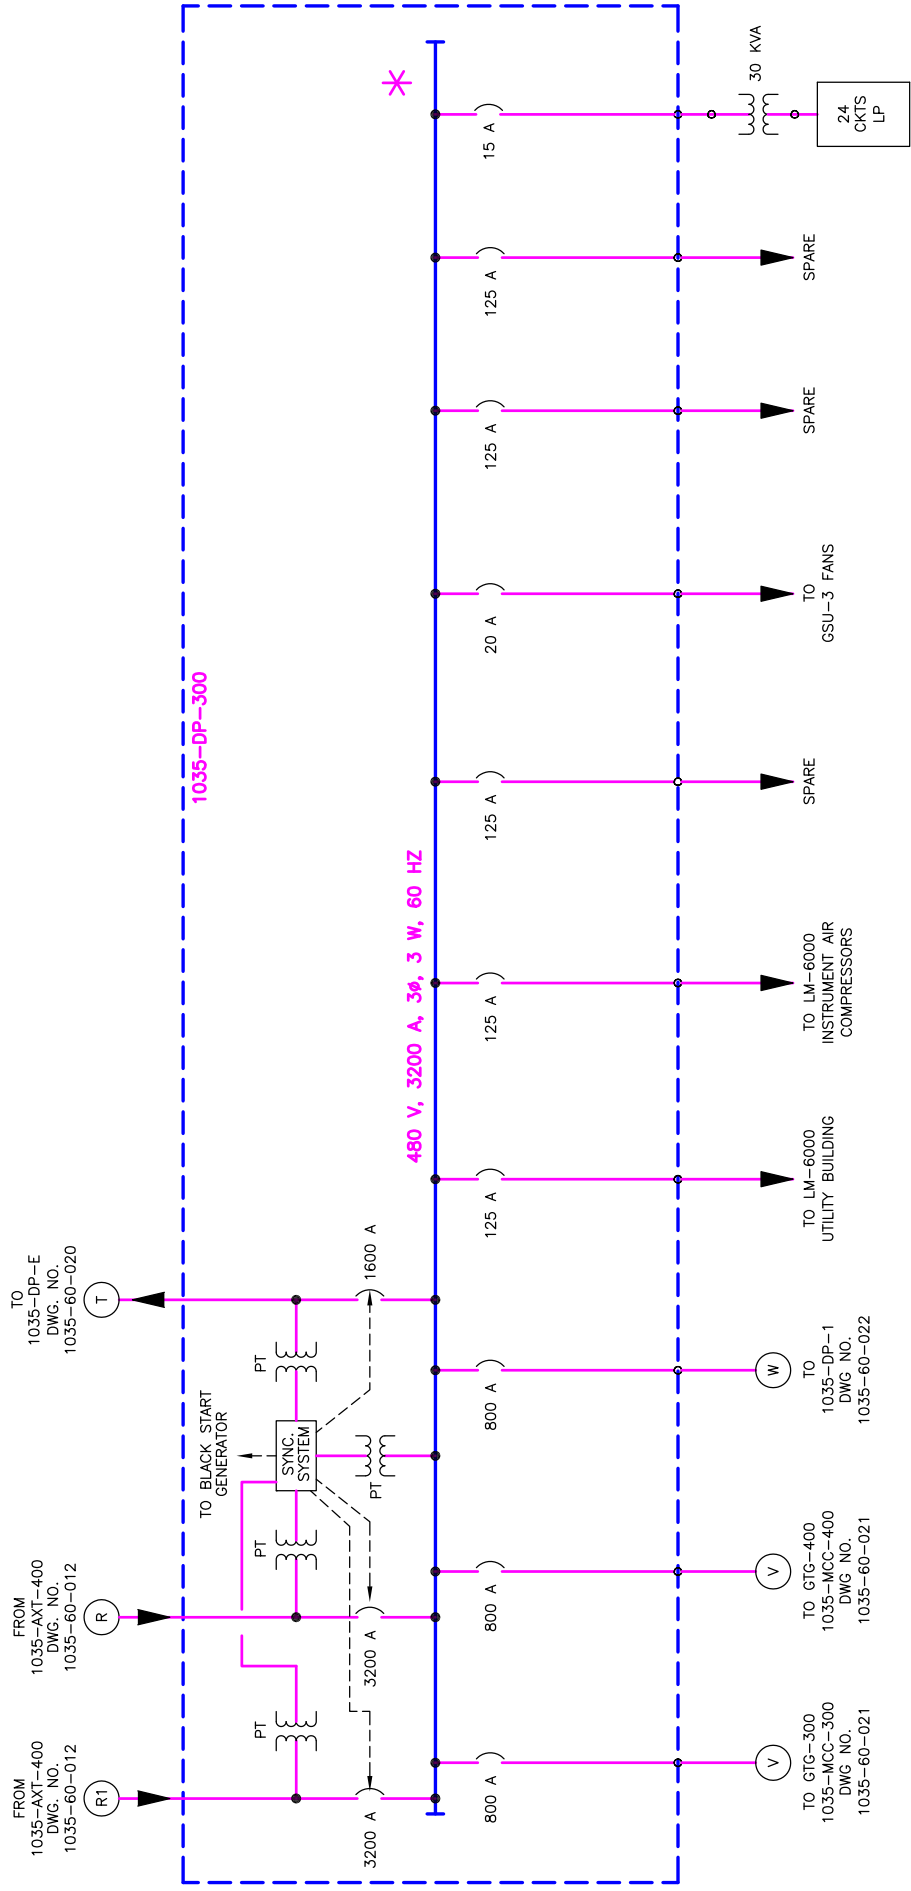 FROM
1035-AXT-400
DWG. NO.
1035-60-012
R1
FROM
1035-AXT-400
DWG. NO.
1035-60-012
R
TO BLACK START
GENERATOR
TO
1035-DP-E
DWG. NO.
1035-60-020
T
1035-DP-300
PT
PT
SYNC.
SYSTEM
PT
PT
3200 A
3200 A
1600 A
480 V, 3200 A, 3ø, 3 W, 60 HZ
*
800 A
800 A
800 A
125 A
125 A
125 A
20 A
125 A
125 A
15 A
V
TO GTG-300
1035-MCC-300
DWG NO.
1035-60-021
V
TO GTG-400
1035-MCC-400
DWG NO.
1035-60-021
W
TO
1035-DP-1
DWG NO.
1035-60-022
TO LM-6000
UTILITY BUILDING
TO LM-6000
INSTRUMENT AIR
COMPRESSORS
SPARE
TO
GSU-3 FANS
SPARE
SPARE
30 KVA
24
CKTS
LP